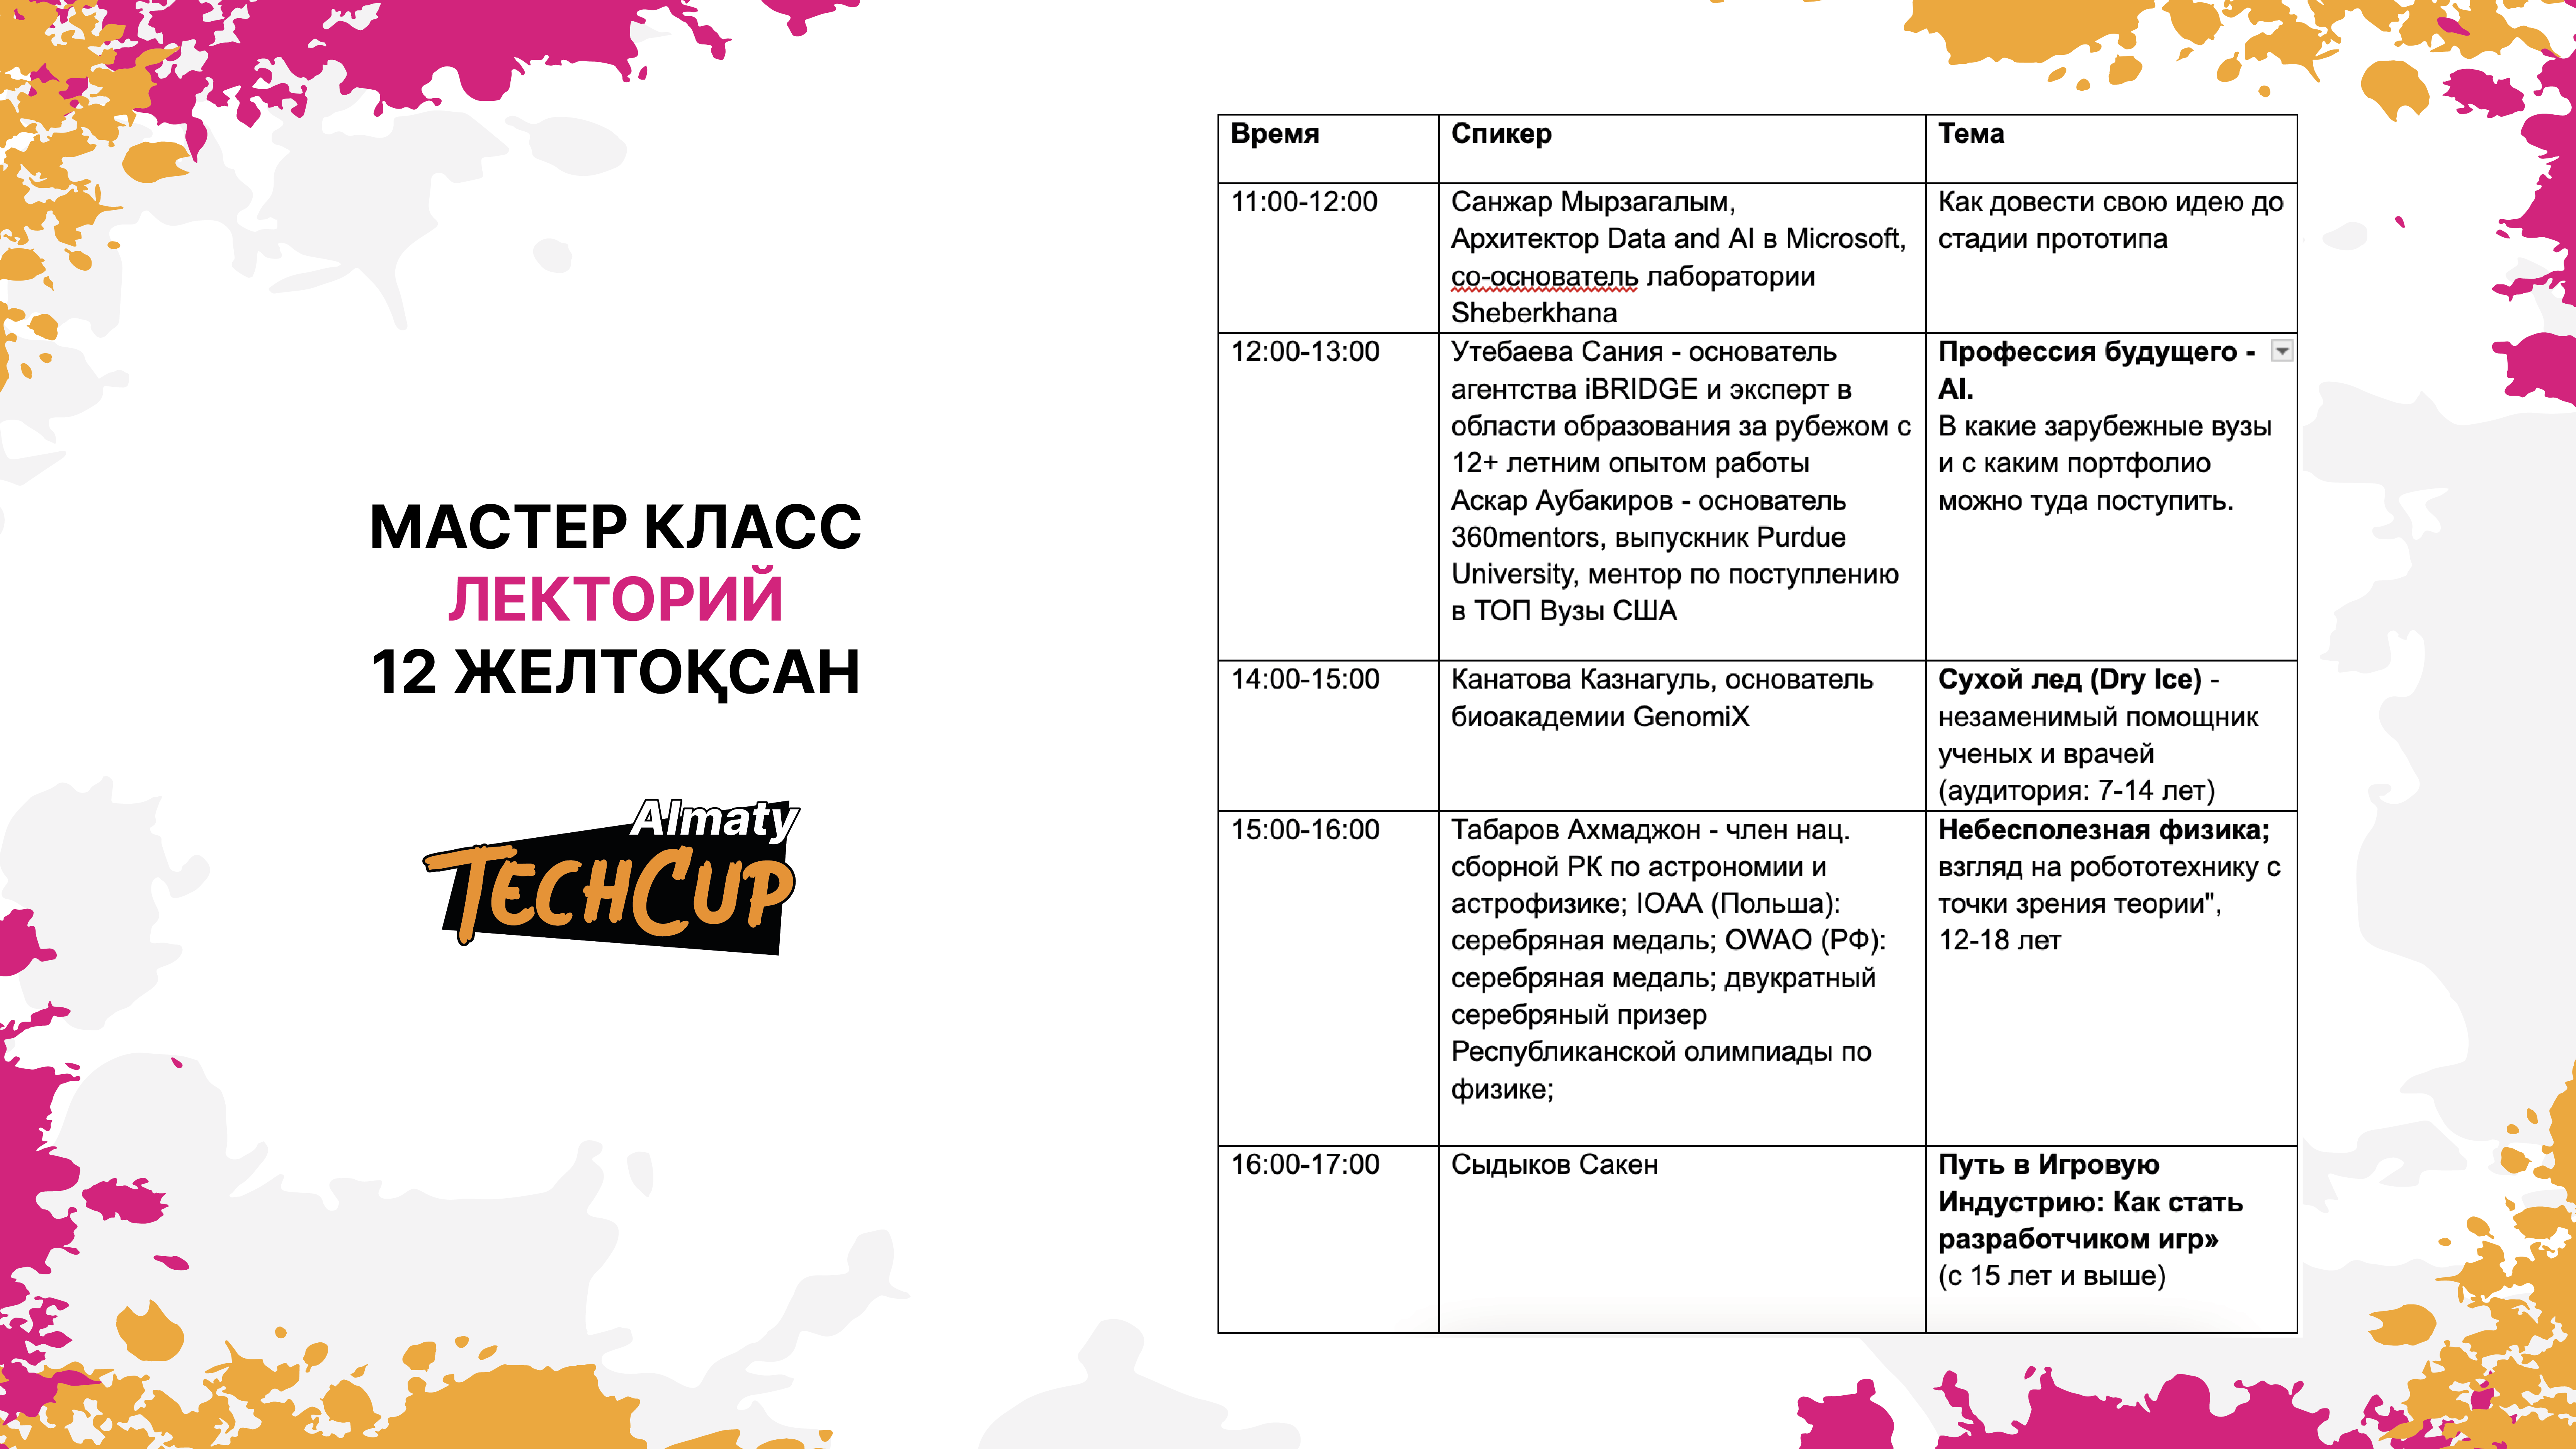 МАСТЕР КЛАСС
ЛЕКТОРИЙ
12 ЖЕЛТОҚСАН
Almaty
TECHCUP
Время
Спикер
Тема
11:00-12:00
Санжар Мырзагалым,
Архитектор Data and AI в Microsoft,
со-основатель лаборатории
Sheberkhana
Как довести свою идею до
стадии прототипа
12:00-13:00
Утебаева Сания - основатель
агентства iBRIDGE и эксперт в
области образования за рубежом с
12+ летним опытом работы
Аскар Аубакиров - основатель
360mentors, выпускник Purdue
University, ментор по поступлению
в ТОП Вузы США
Профессия будущего -
AI.
В какие зарубежные вузы
и с каким портфолио
можно туда поступить.
14:00-15:00
Канатова Казнагуль, основатель
биоакадемии GenomiX
Сухой лед (Dry Ice) -
незаменимый помощник
ученых и врачей
(аудитория: 7-14 лет)
15:00-16:00
Табаров Ахмаджон - член нац.
сборной РК по астрономии и
астрофизике; IOAA (Польша):
серебряная медаль; OWAO (РФ):
серебряная медаль; двукратный
серебряный призер
Республиканской олимпиады по
физике;
Небесполезная физика;
взгляд на робототехнику с
точки зрения теории",
12-18 лет
16:00-17:00
Сыдыков Сакен
Путь в Игровую
Индустрию: Как стать
разработчиком игр»
(с 15 лет и выше)